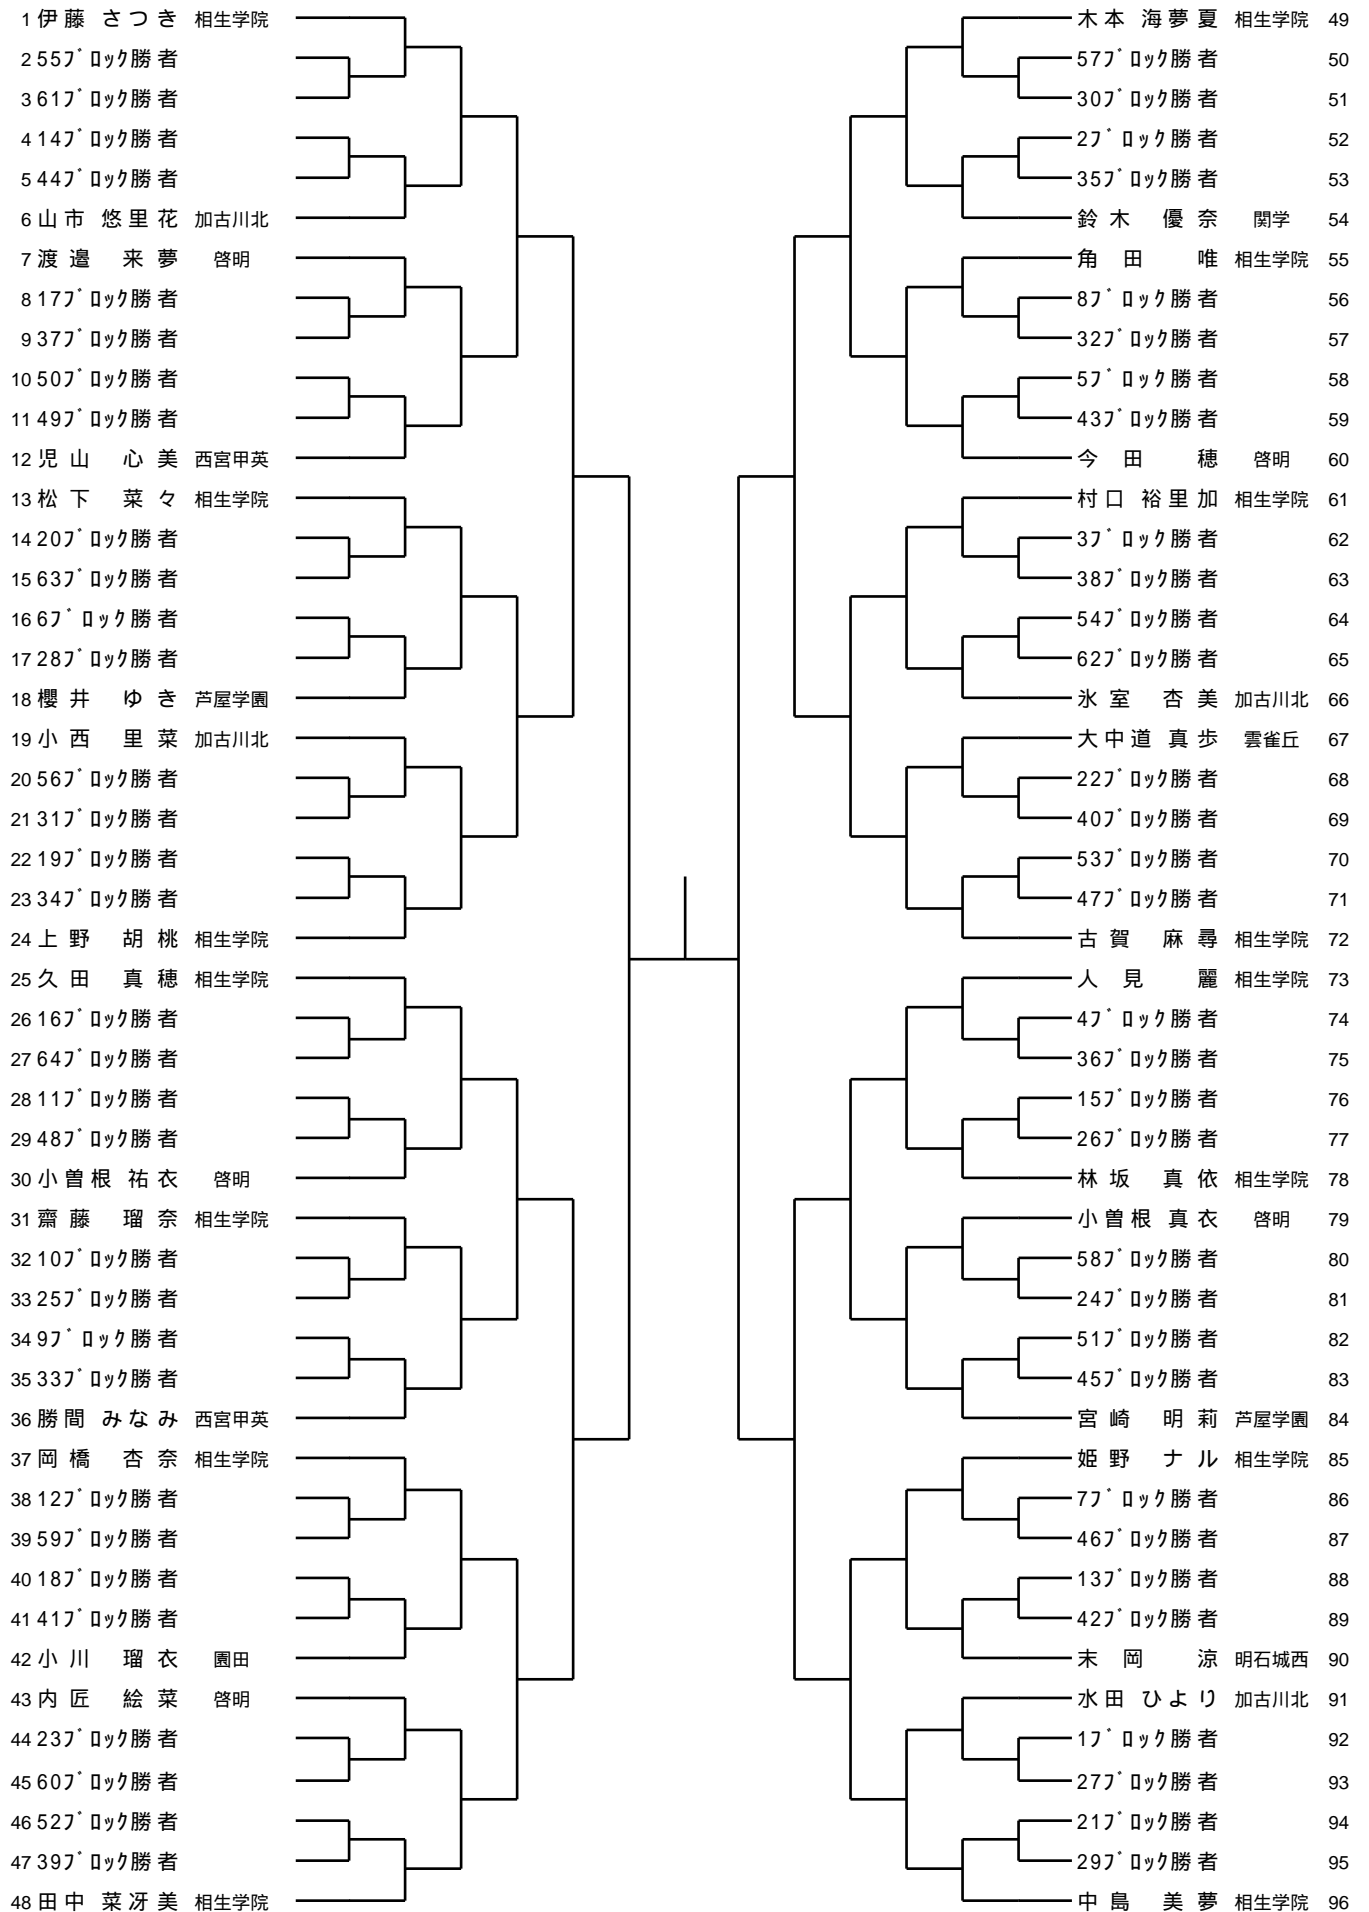 1 伊藤 さつき 相生学院
2 55ﾌﾞﾛｯｸ勝者
3 61ﾌﾞﾛｯｸ勝者
4 14ﾌﾞﾛｯｸ勝者
5 44ﾌﾞﾛｯｸ勝者
6 山市 悠里花 加古川北
7 渡邉 来夢 啓明
8 17ﾌﾞﾛｯｸ勝者
9 37ﾌﾞﾛｯｸ勝者
10 50ﾌﾞﾛｯｸ勝者
11 49ﾌﾞﾛｯｸ勝者
12 児山 心美 西宮甲英
13 松下 菜々 相生学院
14 20ﾌﾞﾛｯｸ勝者
15 63ﾌﾞﾛｯｸ勝者
16 6ﾌﾞﾛｯｸ勝者
17 28ﾌﾞﾛｯｸ勝者
18 櫻井 ゆき 芦屋学園
19 小西 里菜 加古川北
20 56ﾌﾞﾛｯｸ勝者
21 31ﾌﾞﾛｯｸ勝者
22 19ﾌﾞﾛｯｸ勝者
23 34ﾌﾞﾛｯｸ勝者
24 上野 胡桃 相生学院
25 久田 真穂 相生学院
26 16ﾌﾞﾛｯｸ勝者
27 64ﾌﾞﾛｯｸ勝者
28 11ﾌﾞﾛｯｸ勝者
29 48ﾌﾞﾛｯｸ勝者
30 小曽根 祐衣 啓明
31 齋藤 瑠奈 相生学院
32 10ﾌﾞﾛｯｸ勝者
33 25ﾌﾞﾛｯｸ勝者
34 9ﾌﾞﾛｯｸ勝者
35 33ﾌﾞﾛｯｸ勝者
36 勝間 みなみ 西宮甲英
37 岡橋 杏奈 相生学院
38 12ﾌﾞﾛｯｸ勝者
39 59ﾌﾞﾛｯｸ勝者
40 18ﾌﾞﾛｯｸ勝者
41 41ﾌﾞﾛｯｸ勝者
42 小川 瑠衣 園田
43 内匠 絵菜 啓明
44 23ﾌﾞﾛｯｸ勝者
45 60ﾌﾞﾛｯｸ勝者
46 52ﾌﾞﾛｯｸ勝者
47 39ﾌﾞﾛｯｸ勝者
48 田中 菜冴美 相生学院
木本 海夢夏 相生学院 49
57ﾌﾞﾛｯｸ勝者 50
30ﾌﾞﾛｯｸ勝者 51
2ﾌﾞﾛｯｸ勝者 52
35ﾌﾞﾛｯｸ勝者 53
鈴木 優奈 関学 54
角田 唯 相生学院 55
8ﾌﾞﾛｯｸ勝者 56
32ﾌﾞﾛｯｸ勝者 57
5ﾌﾞﾛｯｸ勝者 58
43ﾌﾞﾛｯｸ勝者 59
今田 穂 啓明 60
村口 裕里加 相生学院 61
3ﾌﾞﾛｯｸ勝者 62
38ﾌﾞﾛｯｸ勝者 63
54ﾌﾞﾛｯｸ勝者 64
62ﾌﾞﾛｯｸ勝者 65
氷室 杏美 加古川北 66
大中道 真歩 雲雀丘 67
22ﾌﾞﾛｯｸ勝者 68
40ﾌﾞﾛｯｸ勝者 69
53ﾌﾞﾛｯｸ勝者 70
47ﾌﾞﾛｯｸ勝者 71
古賀 麻尋 相生学院 72
人見 麗 相生学院 73
4ﾌﾞﾛｯｸ勝者 74
36ﾌﾞﾛｯｸ勝者 75
15ﾌﾞﾛｯｸ勝者 76
26ﾌﾞﾛｯｸ勝者 77
林坂 真依 相生学院 78
小曽根 真衣 啓明 79
58ﾌﾞﾛｯｸ勝者 80
24ﾌﾞﾛｯｸ勝者 81
51ﾌﾞﾛｯｸ勝者 82
45ﾌﾞﾛｯｸ勝者 83
宮崎 明莉 芦屋学園 84
姫野 ナル 相生学院 85
7ﾌﾞﾛｯｸ勝者 86
46ﾌﾞﾛｯｸ勝者 87
13ﾌﾞﾛｯｸ勝者 88
42ﾌﾞﾛｯｸ勝者 89
末岡 涼 明石城西 90
水田 ひより 加古川北 91
1ﾌﾞﾛｯｸ勝者 92
27ﾌﾞﾛｯｸ勝者 93
21ﾌﾞﾛｯｸ勝者 94
29ﾌﾞﾛｯｸ勝者 95
中島 美夢 相生学院 96